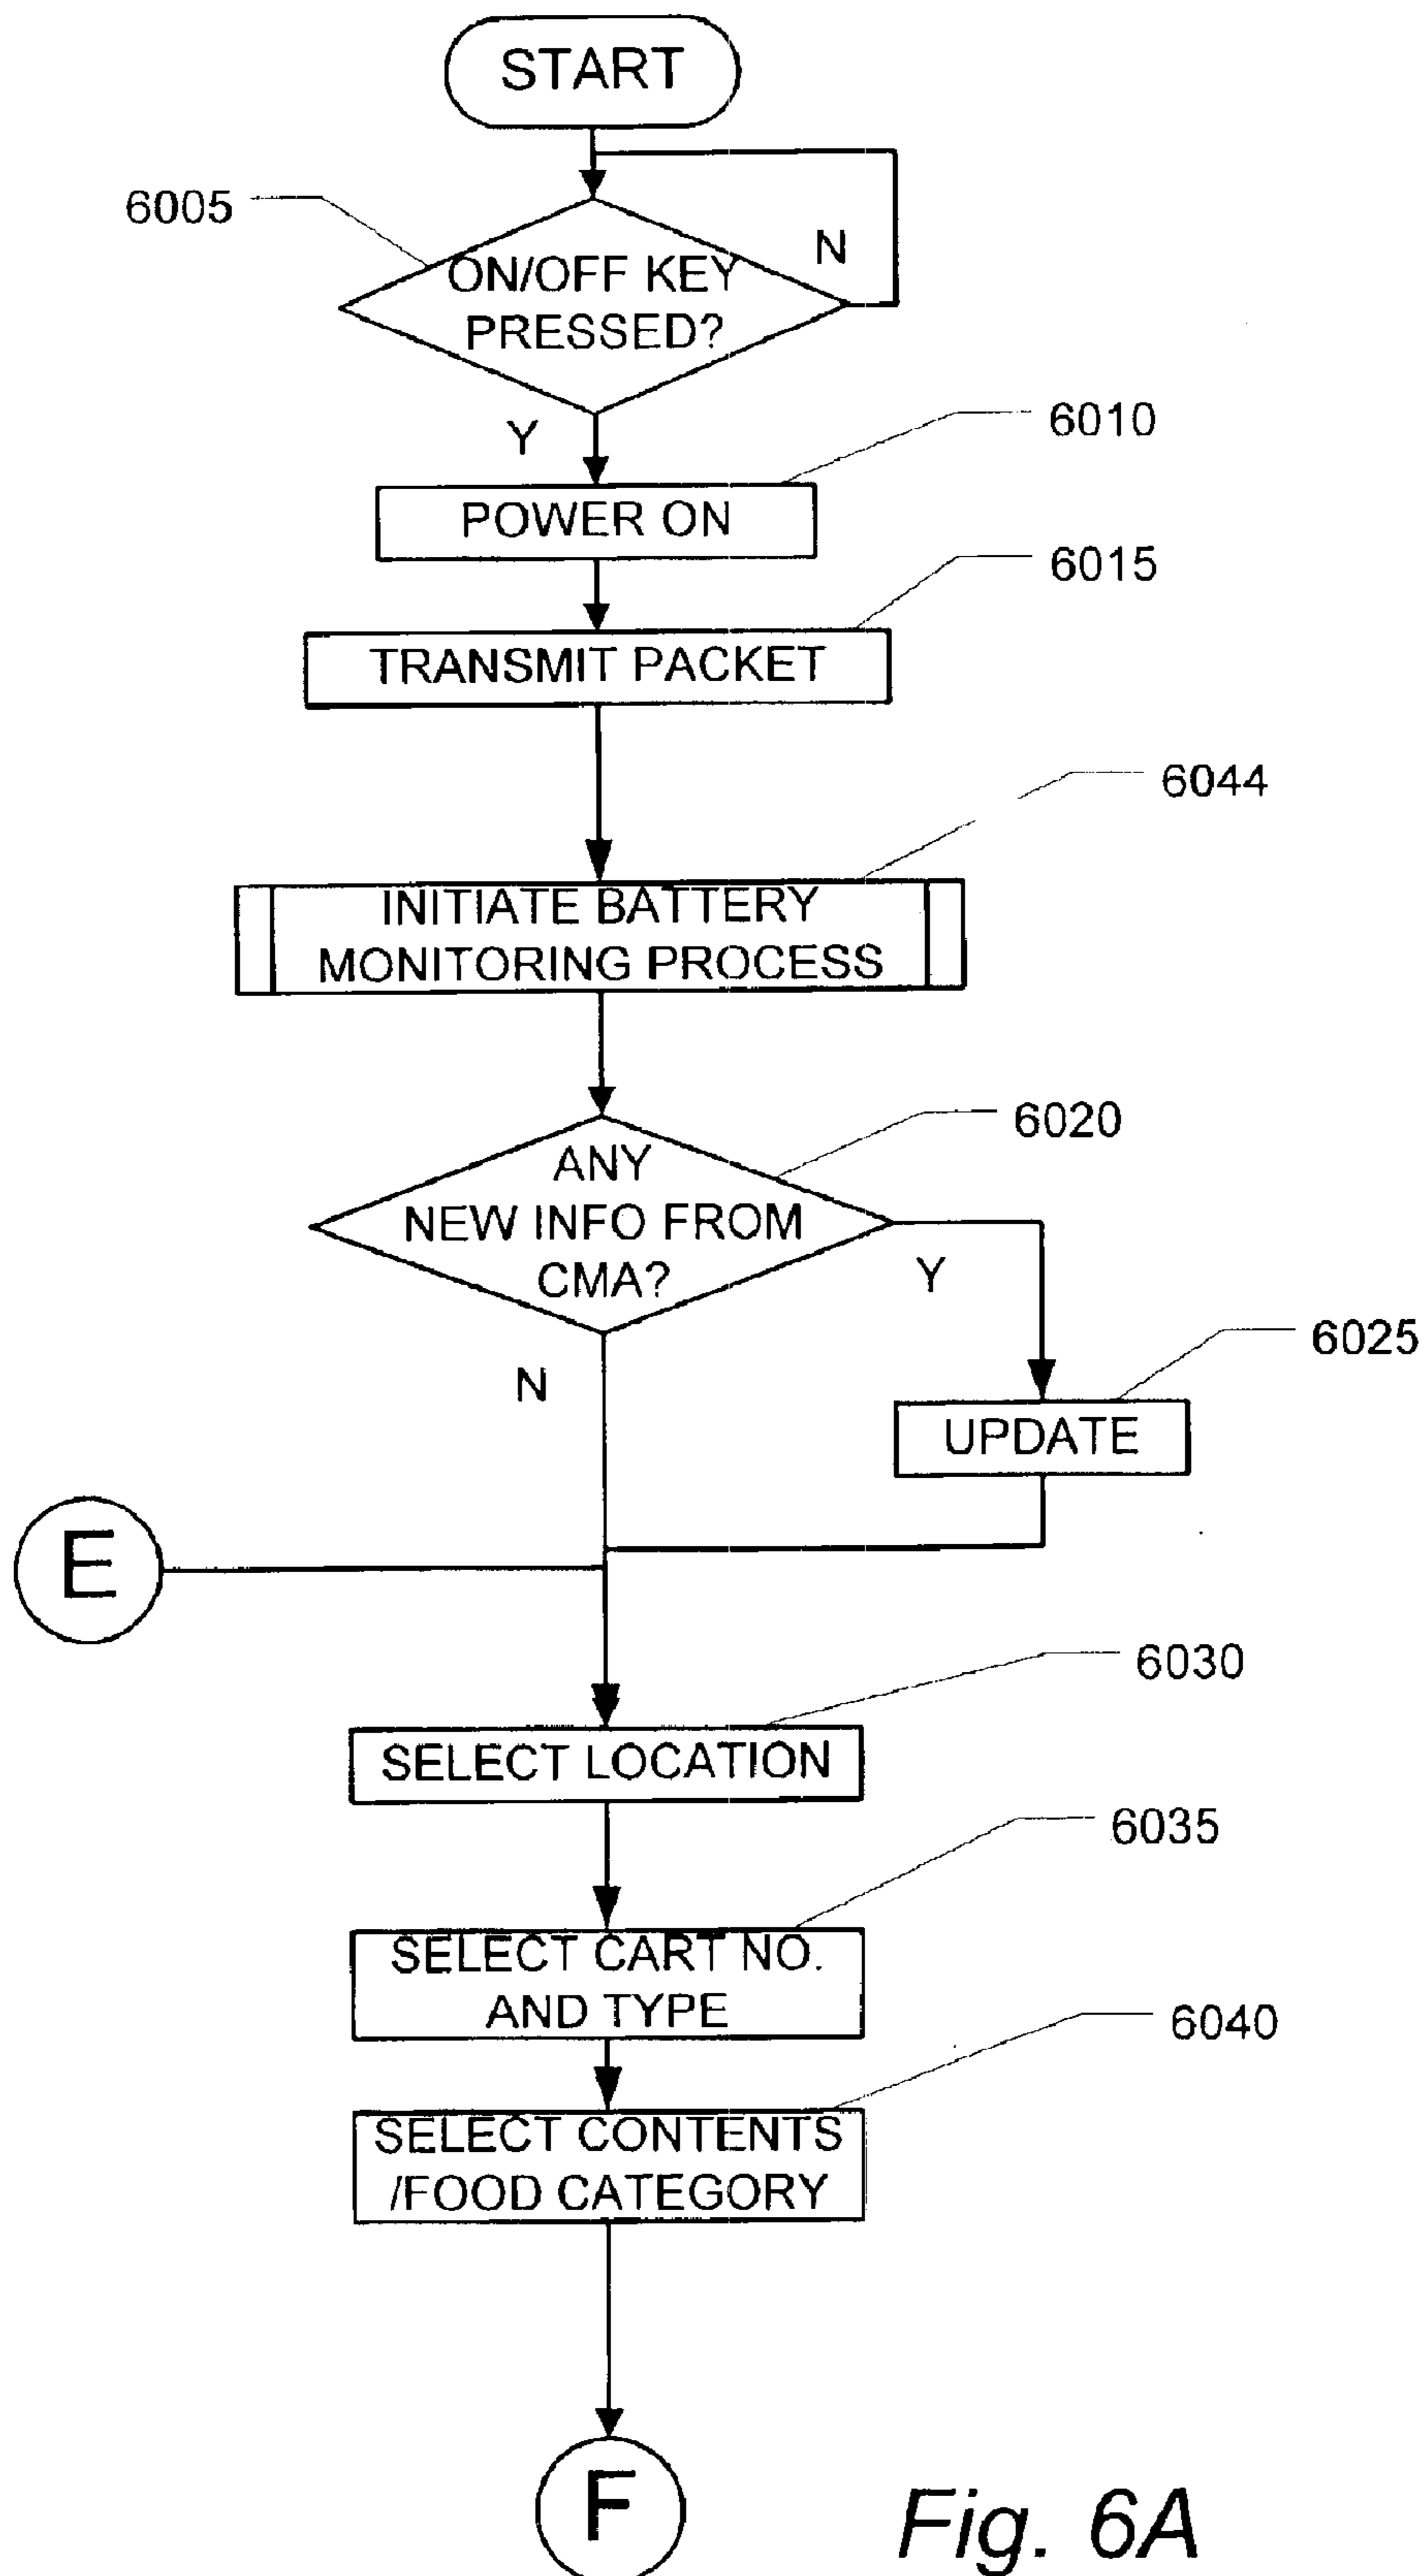 START
6005
ON/OFF KEY
PRESSED?
N
Y
6010
POWER ON
6015
TRANSMIT PACKET
6044
INITIATE BATTERY
MONITORING PROCESS
6020
ANY
NEW INFO FROM
CMA?
Y
N
6025
UPDATE
E
6030
SELECT LOCATION
6035
SELECT CART NO.
AND TYPE
6040
SELECT CONTENTS
/FOOD CATEGORY
F
Fig. 6A